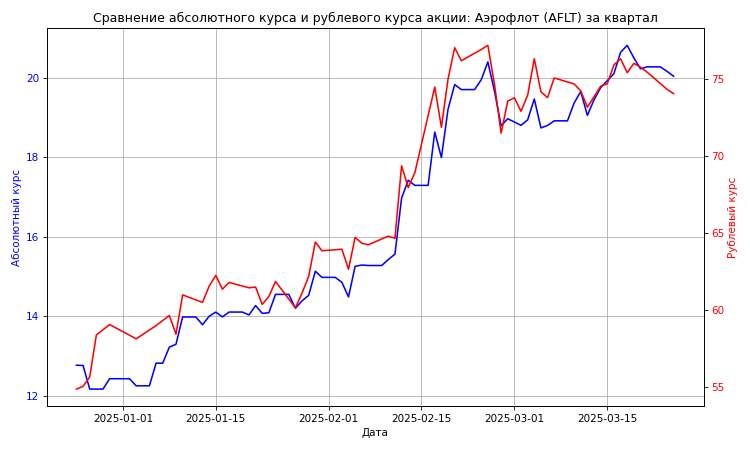 Сравнение абсолютного курса и рублевого курса акции: Аэрофлот (AFLT) за квартал
Абсолютный курс
20
18
16
14
12
75
70
65
60
55
Рублевый курс
2025-01-01 2025-01-15 2025-02-01 2025-02-15 2025-03-01 2025-03-15
Дата